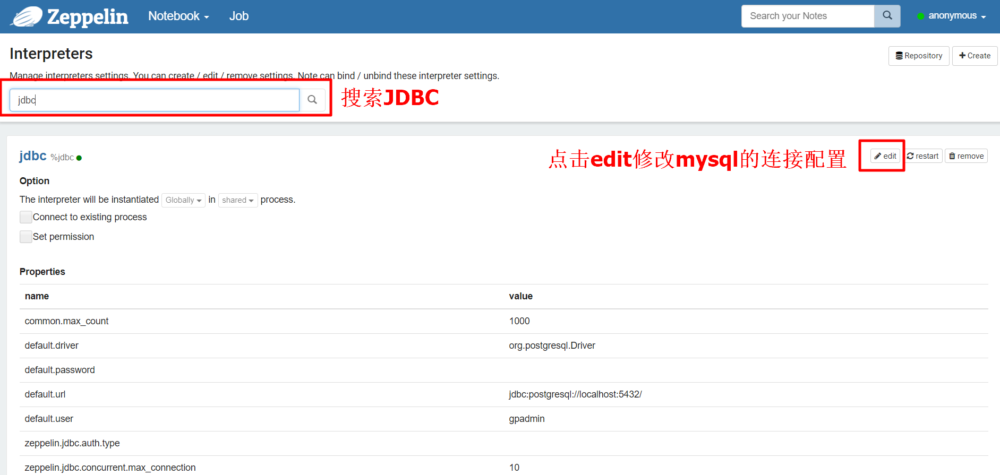 Zeppelin Notebook Job Search your Notes anonymous
Interpreters
Repository Create
Manage interpreters settings. You can create / edit / remove settings. Note can bind / unbind these interpreter settings.
jdbc 搜索JDBC
jdbc %jdbc 点击edit修改mysql的连接配置 edit restart remove
Option
The interpreter will be instantiated Globally in shared process.
Connect to existing process
Set permission
Properties
name value
common.max_count 1000
default.driver org.postgresql.Driver
default.password
default.url jdbc:postgresql://localhost:5432/
default.user gpadmin
zeppelin.jdbc.auth.type
zeppelin.jdbc.concurrent.max_connection 10